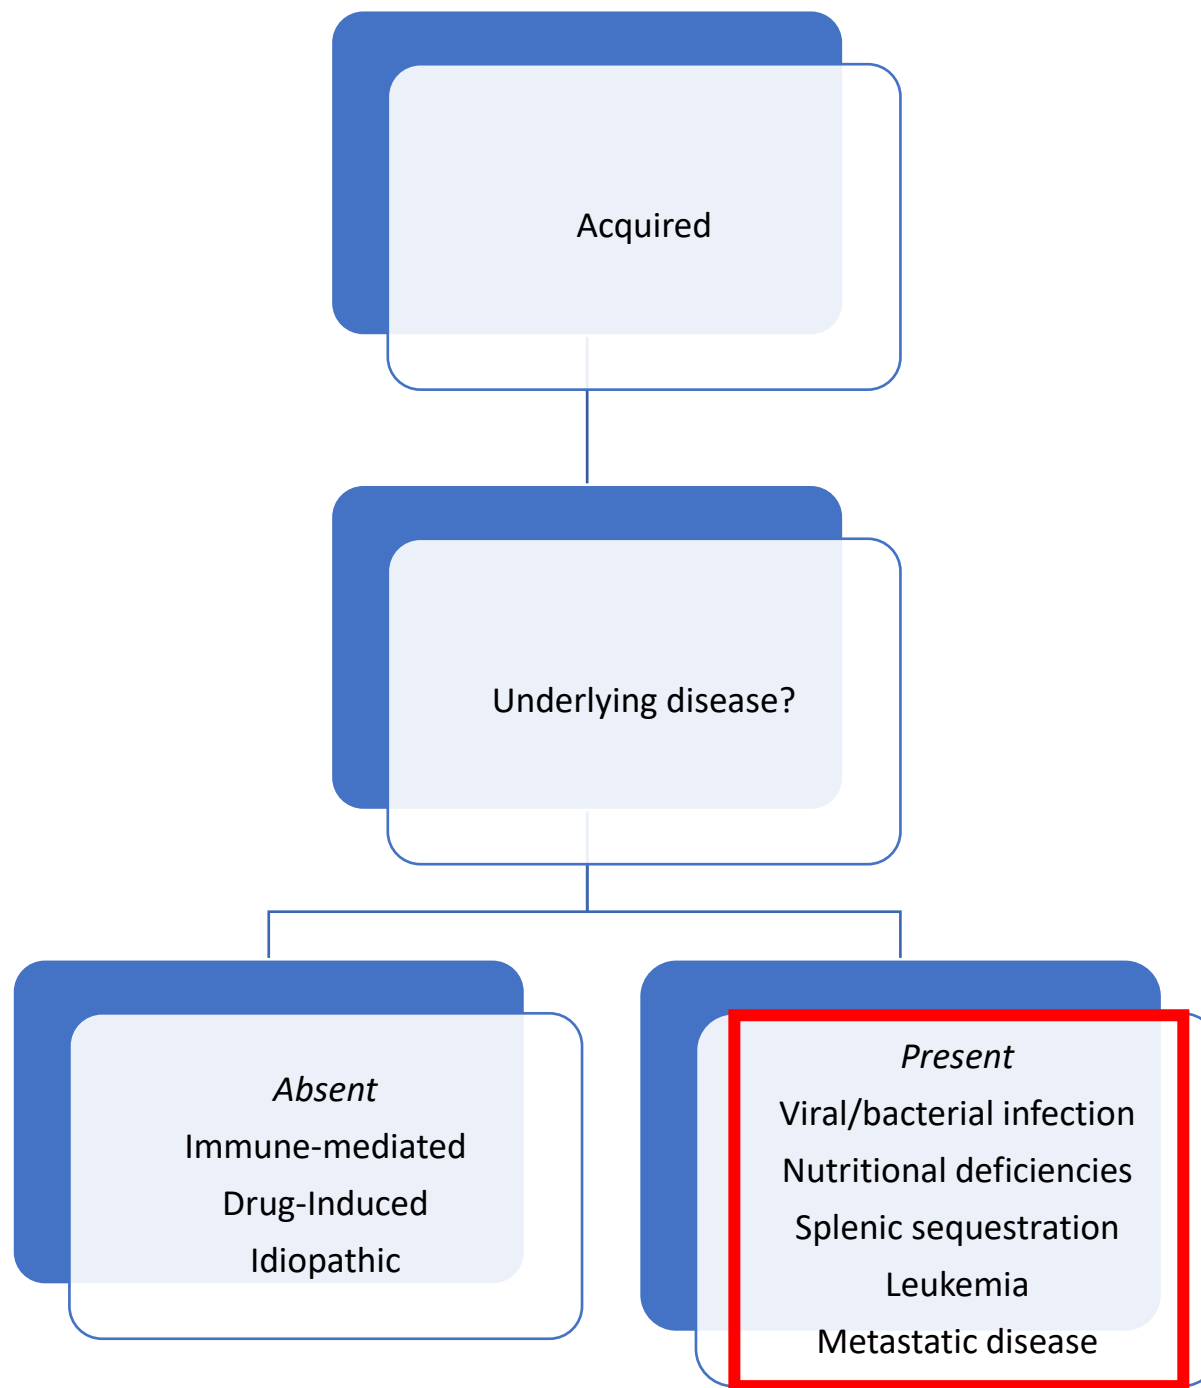 Acquired
Underlying disease?
Absent
Immune-mediated
Drug-Induced
Idiopathic
Present
Viral/bacterial infection
Nutritional deficiencies
Splenic sequestration
Leukemia
Metastatic disease